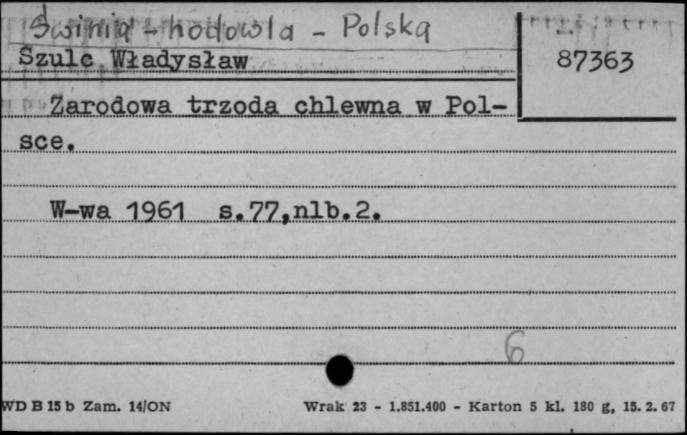 Świnia - hodowla - Polska
Szulc Władysław
87363
Zarodowa trzoda chlewna w Pol-
sce.
W-wa 1961 s.77,nlb.2.
6
WD B 15 b Zam. 14/ON
Wrak 23 - 1.851.400 - Karton 5 kl. 180 g, 15. 2. 67